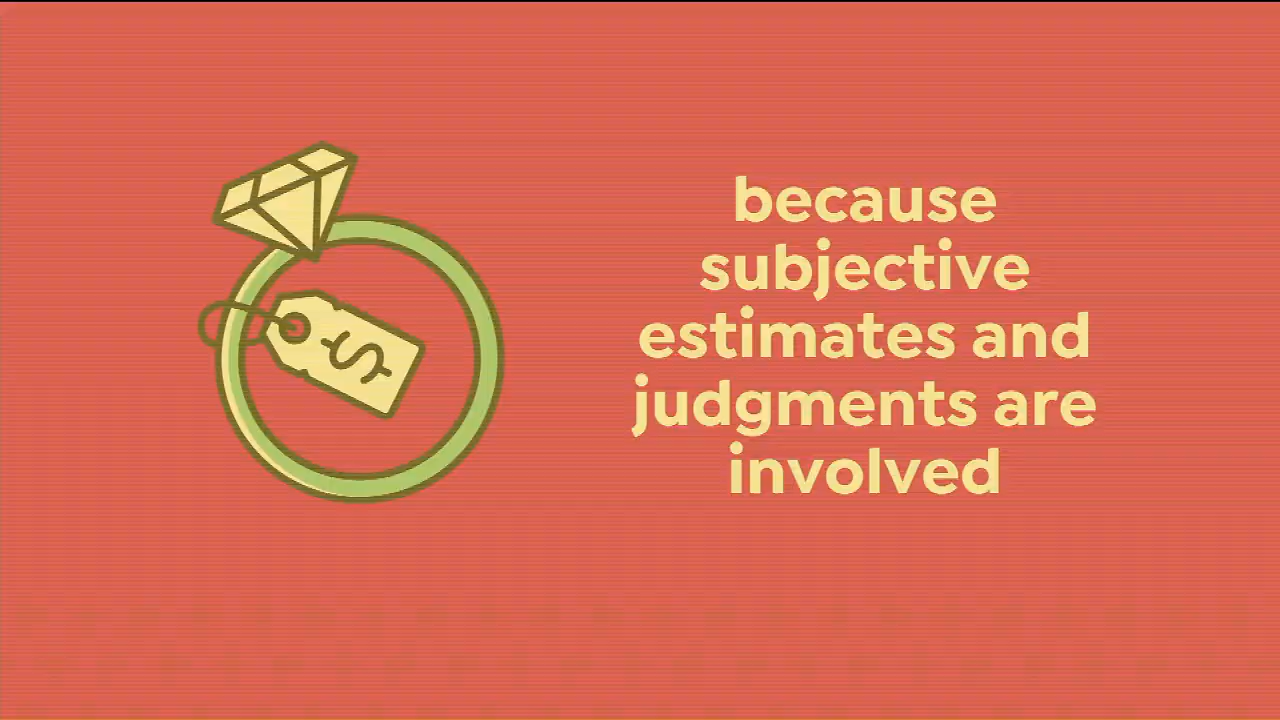 $
because
subjective
estimates and
judgments are
involved